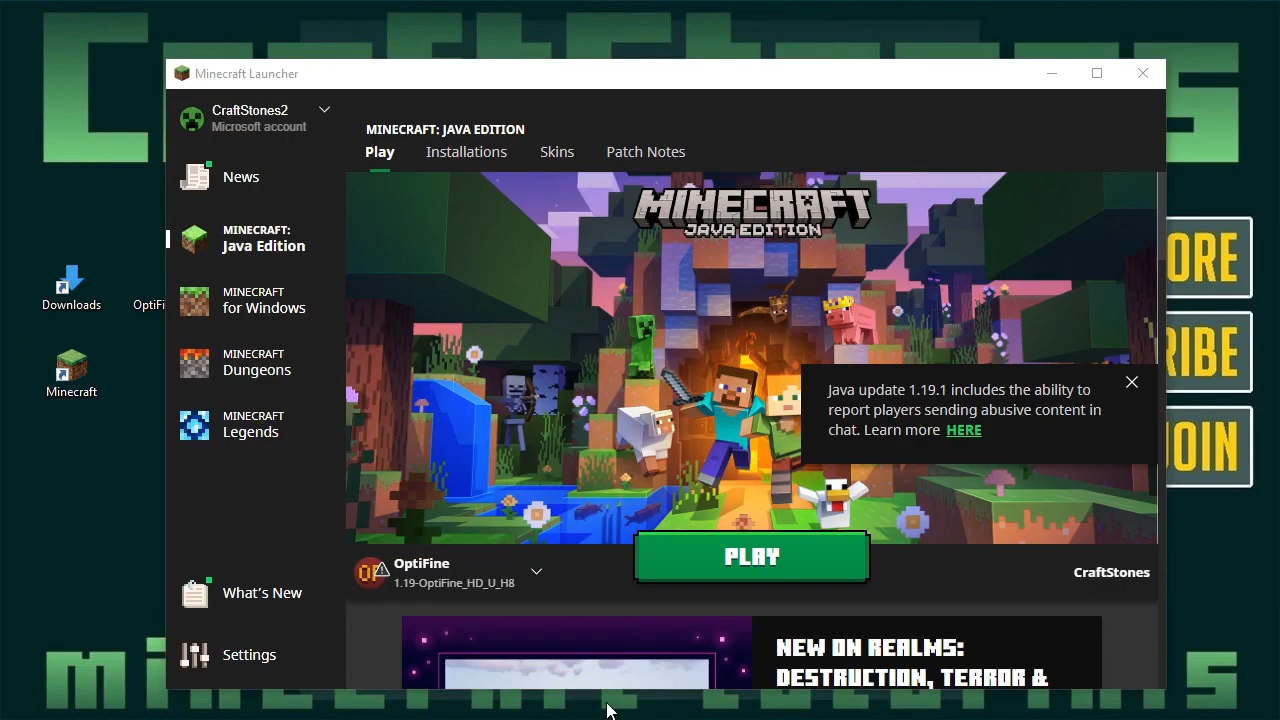 Minecraft Launcher
CraftStones2
Microsoft account
News
MINECRAFT:
Java Edition
MINECRAFT
for Windows
MINECRAFT
Dungeons
MINECRAFT
Legends
What's New
Settings
MINECRAFT: JAVA EDITION
Play Installations Skins Patch Notes
MINECRAFT
JAVA EDITION
Java update 1.19.1 includes the ability to
report players sending abusive content in
chat. Learn more HERE
OptiFine
1.19-OptiFine_HD_U_H8
PLAY
CraftStones
NEW ON REALMS:
DESTRUCTION, TERROR &
Downloads
OptiFi
Minecraft
ORE
RIBE
JOIN